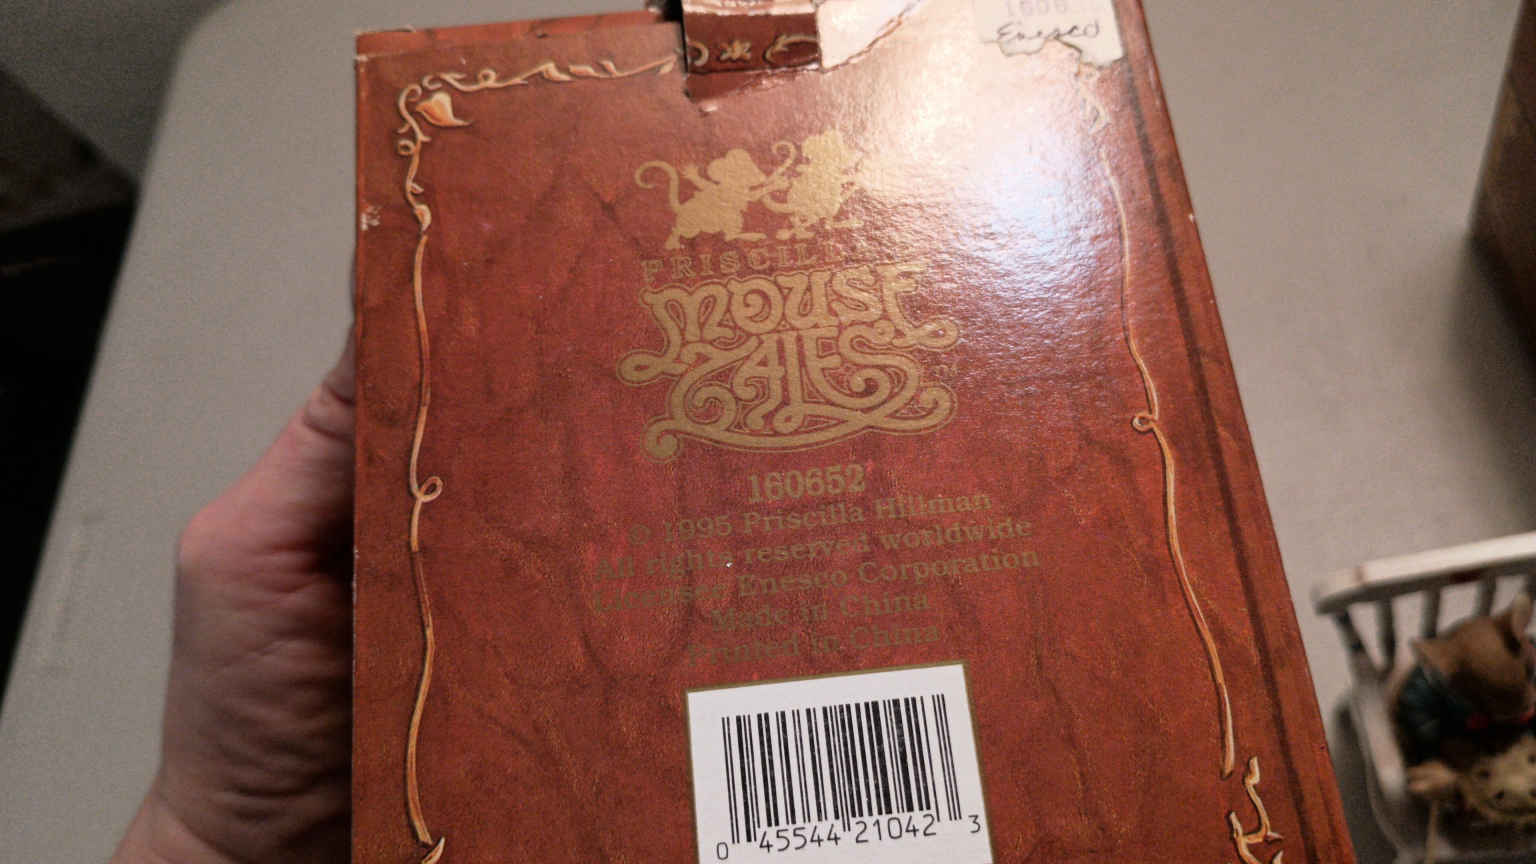 1606
Enesco
PRISCILLA'S
MOUSE
TALES
160652
© 1995 Priscilla Hillman
All rights reserved worldwide
Licensee Enesco Corporation
Made in China
Printed in China
0 45544 21042 3